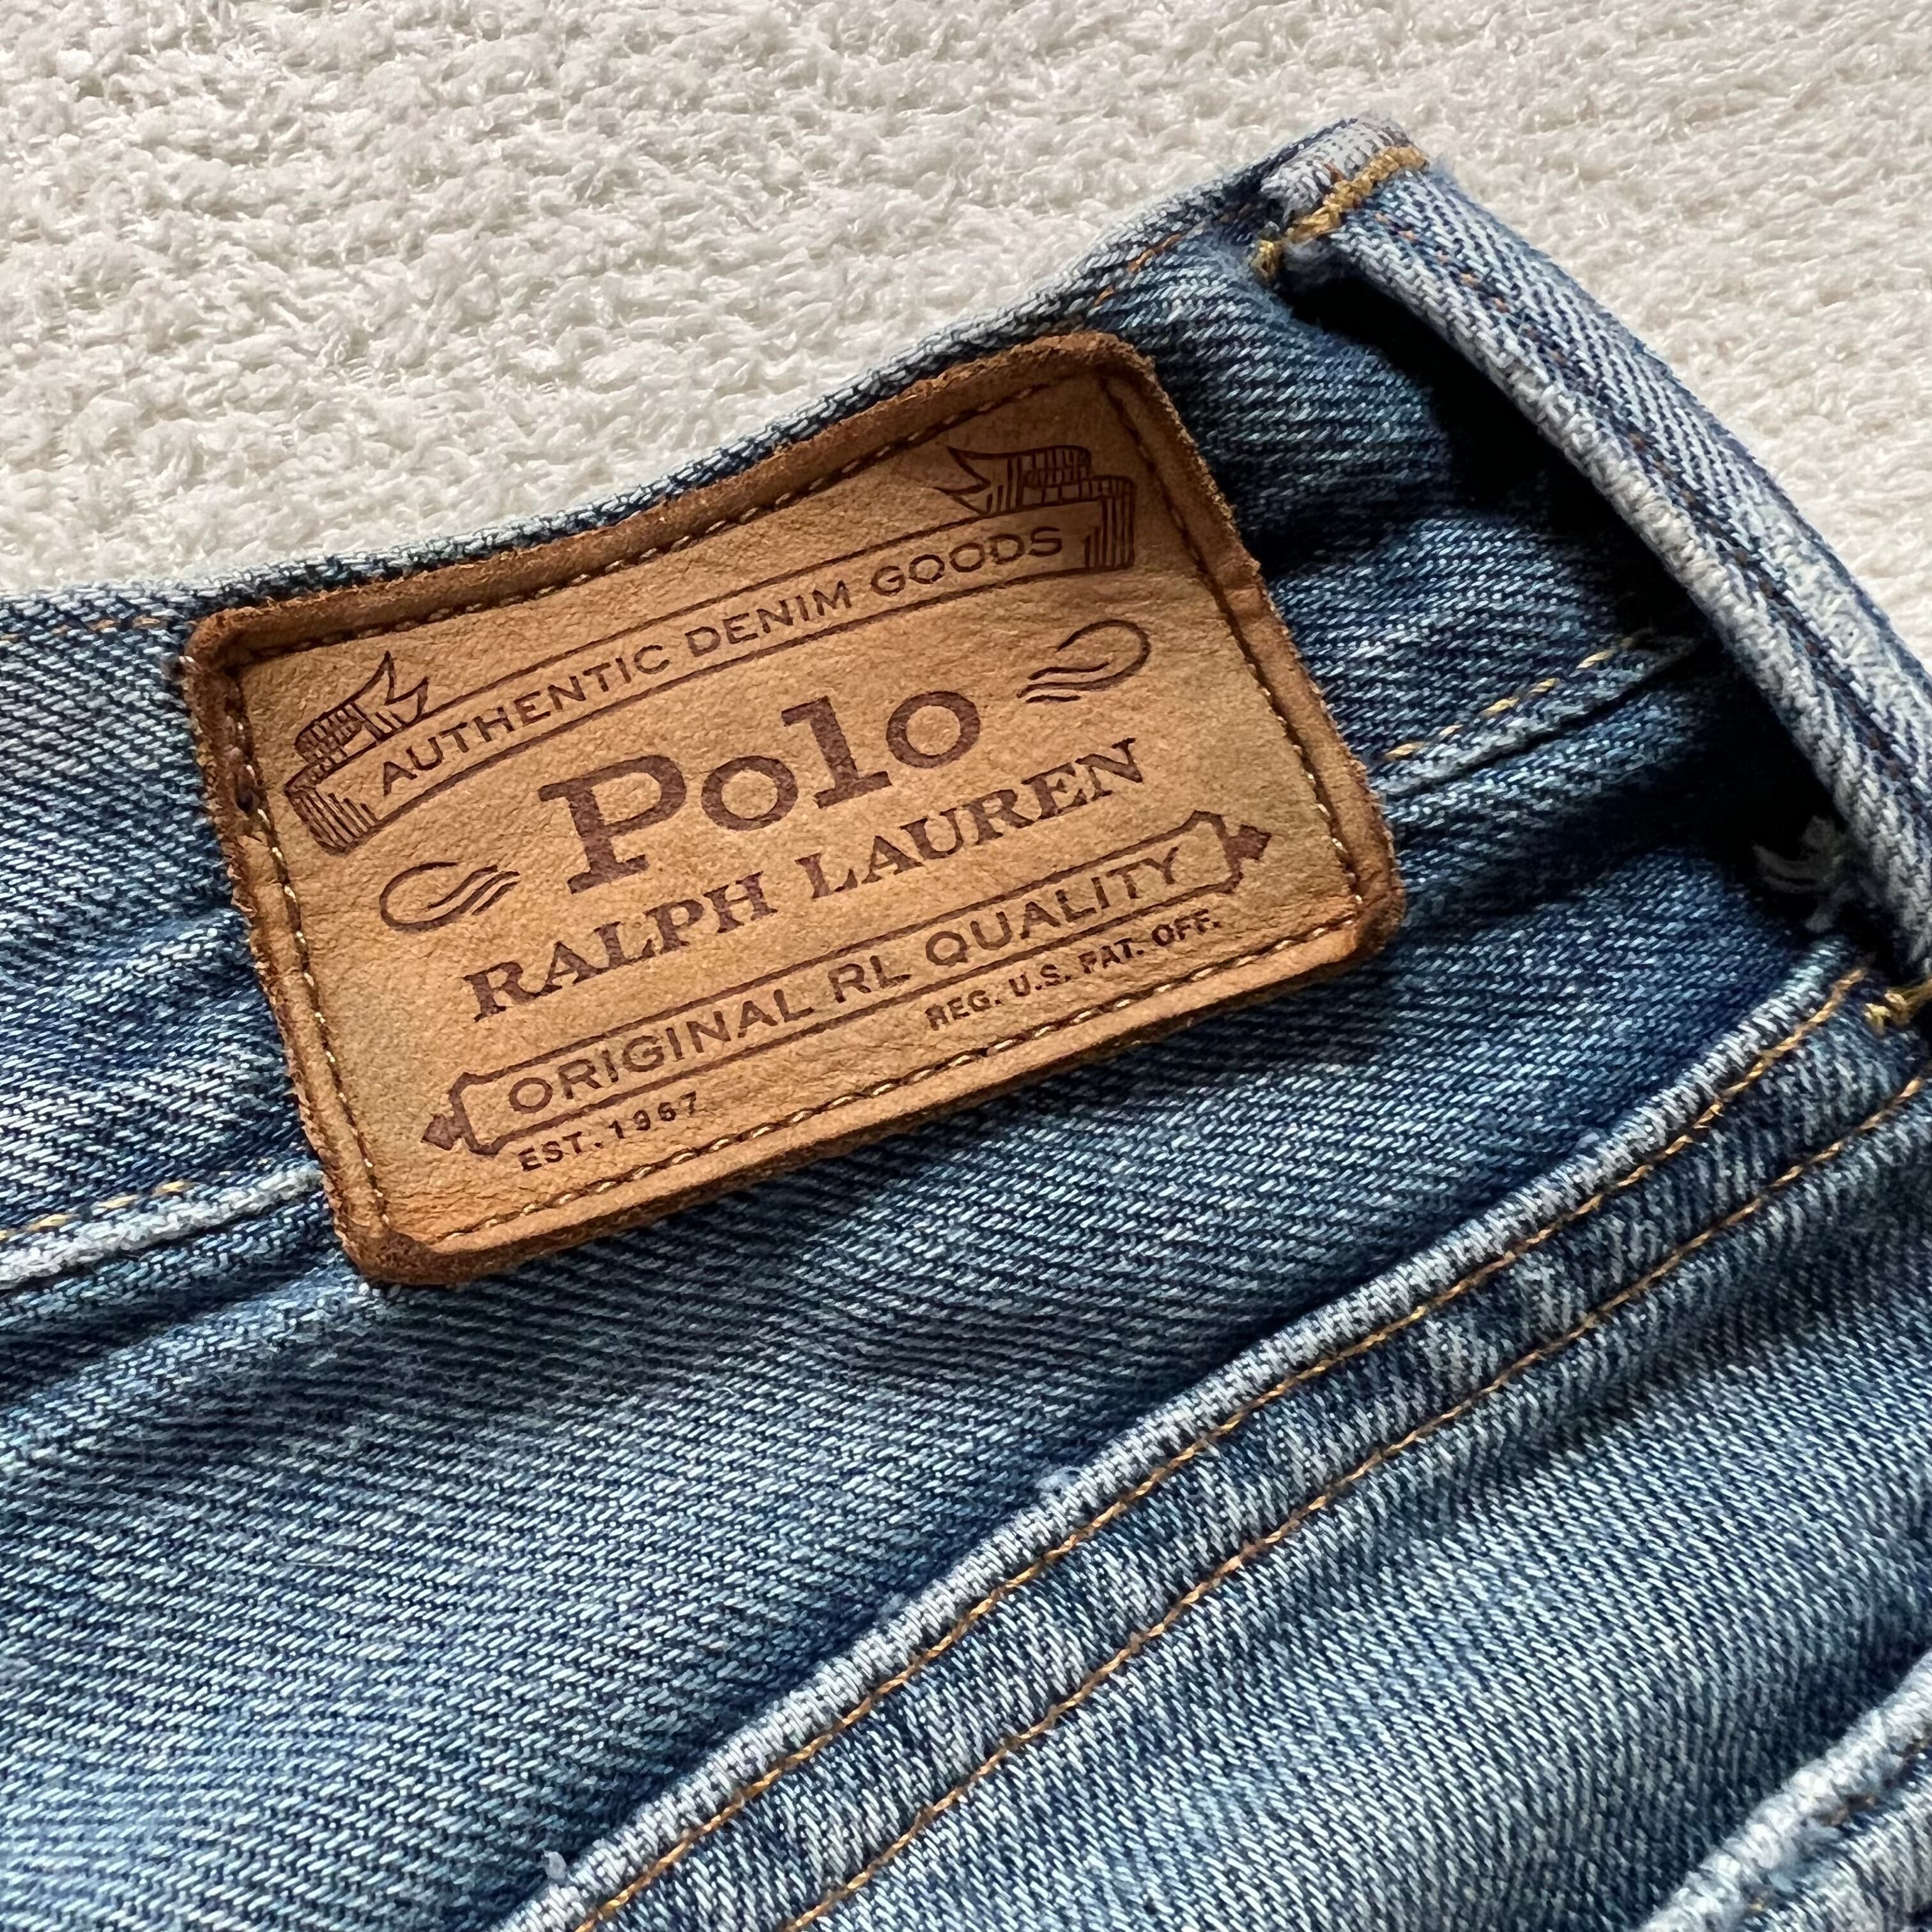 AUTHENTIC DENIM GOODS
Polo
RALPH LAUREN
ORIGINAL RL QUALITY
EST. 1967 REG. U.S. PAT. OFF.